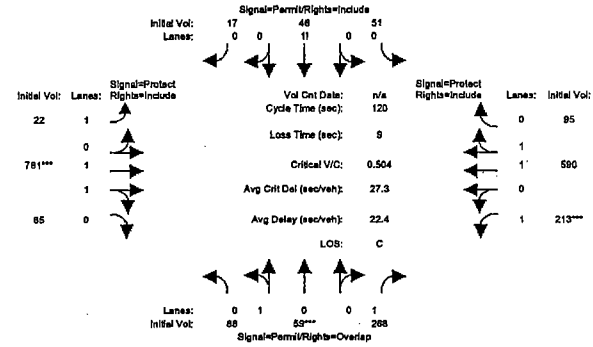 Signal=Permit/Rights=Include
Initial Vol: 17 46 51
Lanes: 0 0 1! 0 0
Signal=Protect
Initial Vol: Lanes: Rights=Include
Vol Cnt Date: n/a
Signal=Protect
Rights=Include Lanes: Initial Vol:
Cycle Time (sec): 120
22 1
0 95
Loss Time (sec): 9
0
1
781*** 1
Critical V/C: 0.504
1 590
1
Avg Crit Del (sec/veh): 27.3
0
65 0
Avg Delay (sec/veh): 22.4
1 213***
LOS: C
Lanes: 0 1 0 0 1
Initial Vol: 88 59*** 268
Signal=Permit/Rights=Overlap